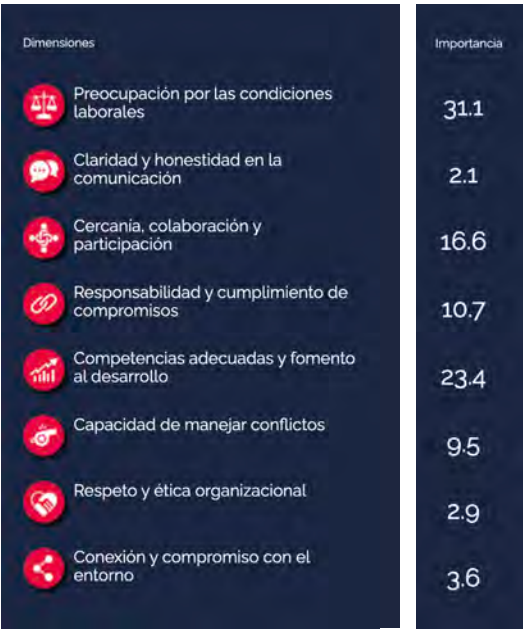 Dimensiones
Importancia
Preocupación por las condiciones
laborales
31.1
Claridad y honestidad en la
comunicación
2.1
Cercanía, colaboración y
participación
16.6
Responsabilidad y cumplimiento de
compromisos
10.7
Competencias adecuadas y fomento
al desarrollo
23.4
Capacidad de manejar conflictos
9.5
Respeto y ética organizacional
2.9
Conexión y compromiso con el
entorno
3.6